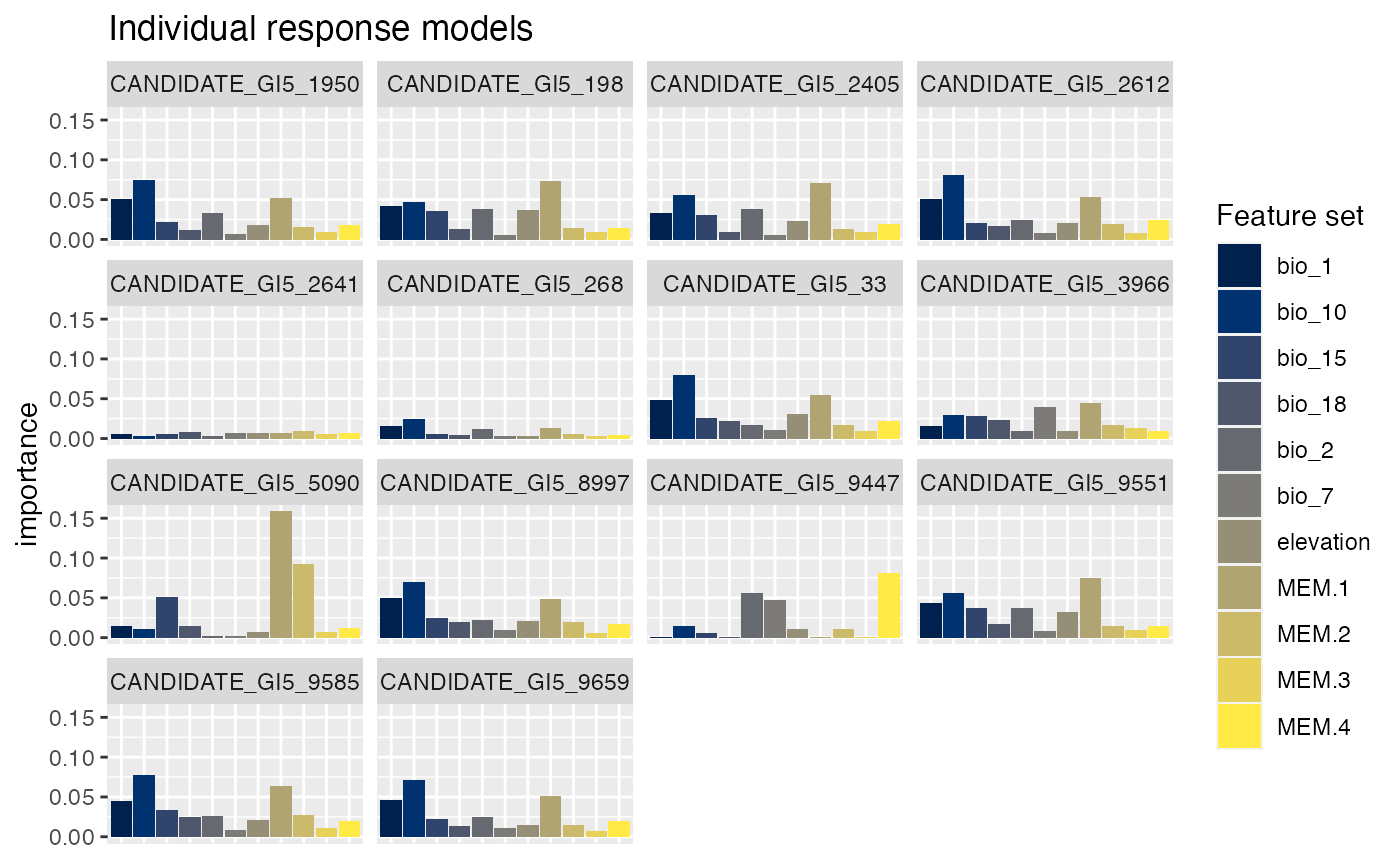 Individual response models
CANDIDATE_GI5_1950 CANDIDATE_GI5_198 CANDIDATE_GI5_2405 CANDIDATE_GI5_2612
0.15
0.10
0.05
0.00
CANDIDATE_GI5_2641 CANDIDATE_GI5_268 CANDIDATE_GI5_33 CANDIDATE_GI5_3966
0.15
0.10
0.05
0.00
CANDIDATE_GI5_5090 CANDIDATE_GI5_8997 CANDIDATE_GI5_9447 CANDIDATE_GI5_9551
0.15
0.10
0.05
0.00
CANDIDATE_GI5_9585 CANDIDATE_GI5_9659
0.15
0.10
0.05
0.00
importance
Feature set
bio_1
bio_10
bio_15
bio_18
bio_2
bio_7
elevation
MEM.1
MEM.2
MEM.3
MEM.4